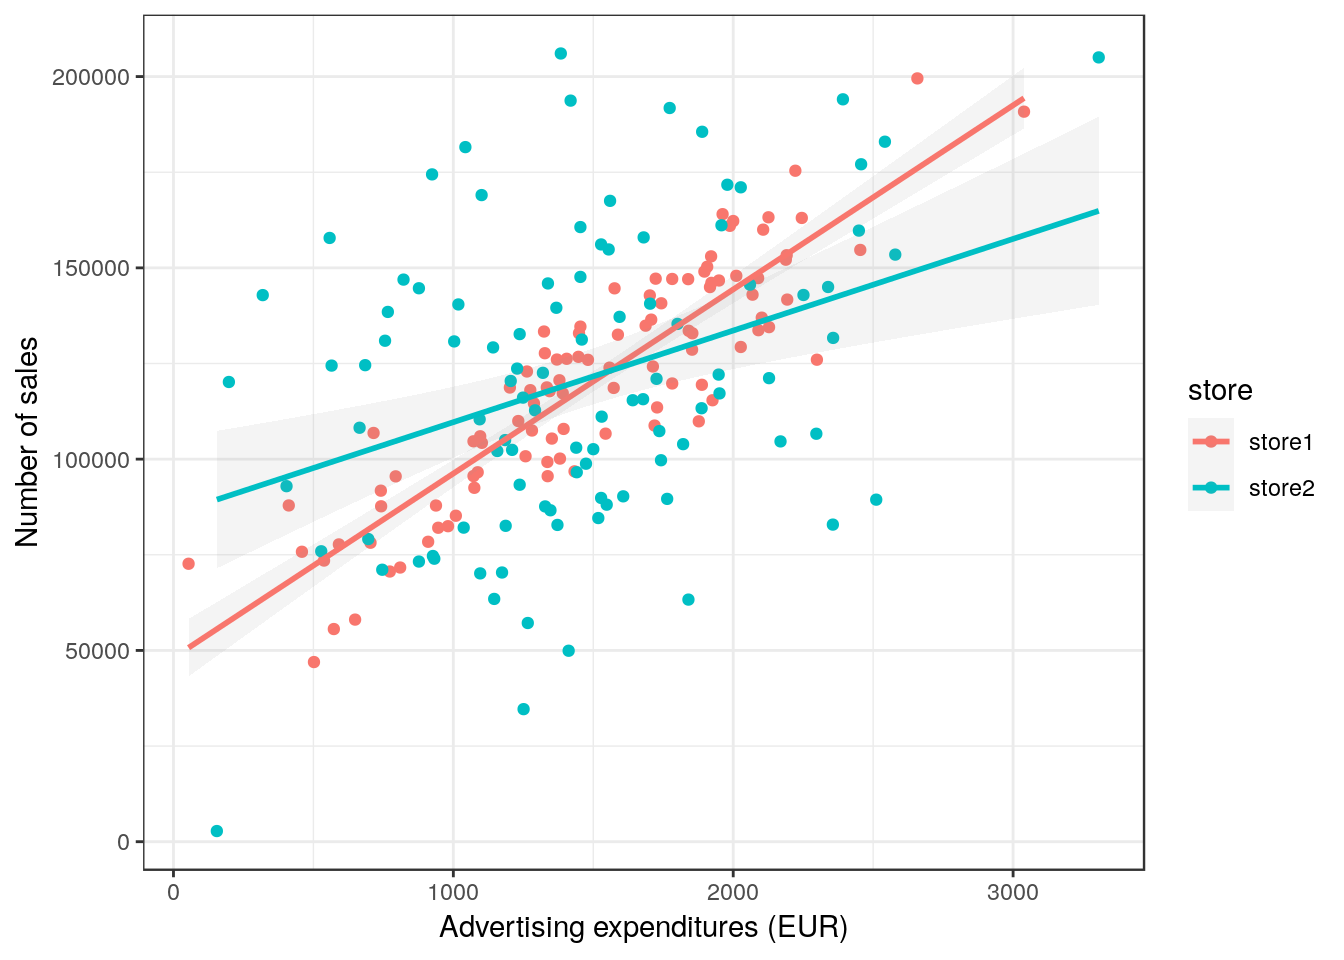 200000
150000
100000
50000
0
0 1000 2000 3000
Number of sales
Advertising expenditures (EUR)
store
store1
store2